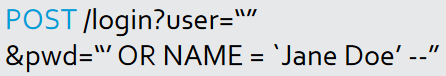 POST /login?user=“”
&pwd=“‘ OR NAME = `Jane Doe’ --”